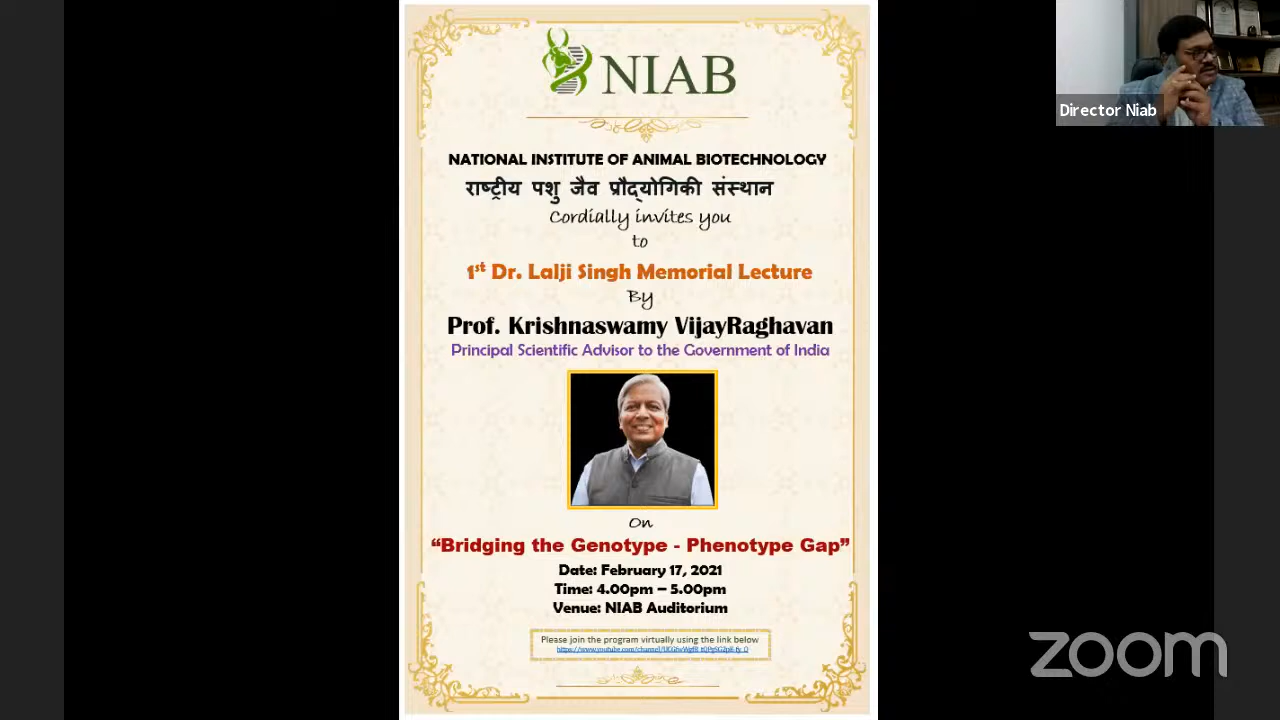 NIAB
NATIONAL INSTITUTE OF ANIMAL BIOTECHNOLOGY
राष्ट्रीय पशु जैव प्रौद्योगिकी संस्थान
Cordially invites you
to
1st Dr. Lalji Singh Memorial Lecture
By
Prof. Krishnaswamy VijayRaghavan
Principal Scientific Advisor to the Government of India
On
“Bridging the Genotype - Phenotype Gap”
Date: February 17, 2021
Time: 4.00pm – 5.00pm
Venue: NIAB Auditorium
Please join the program virtually using the link below
Director Niab
zoom